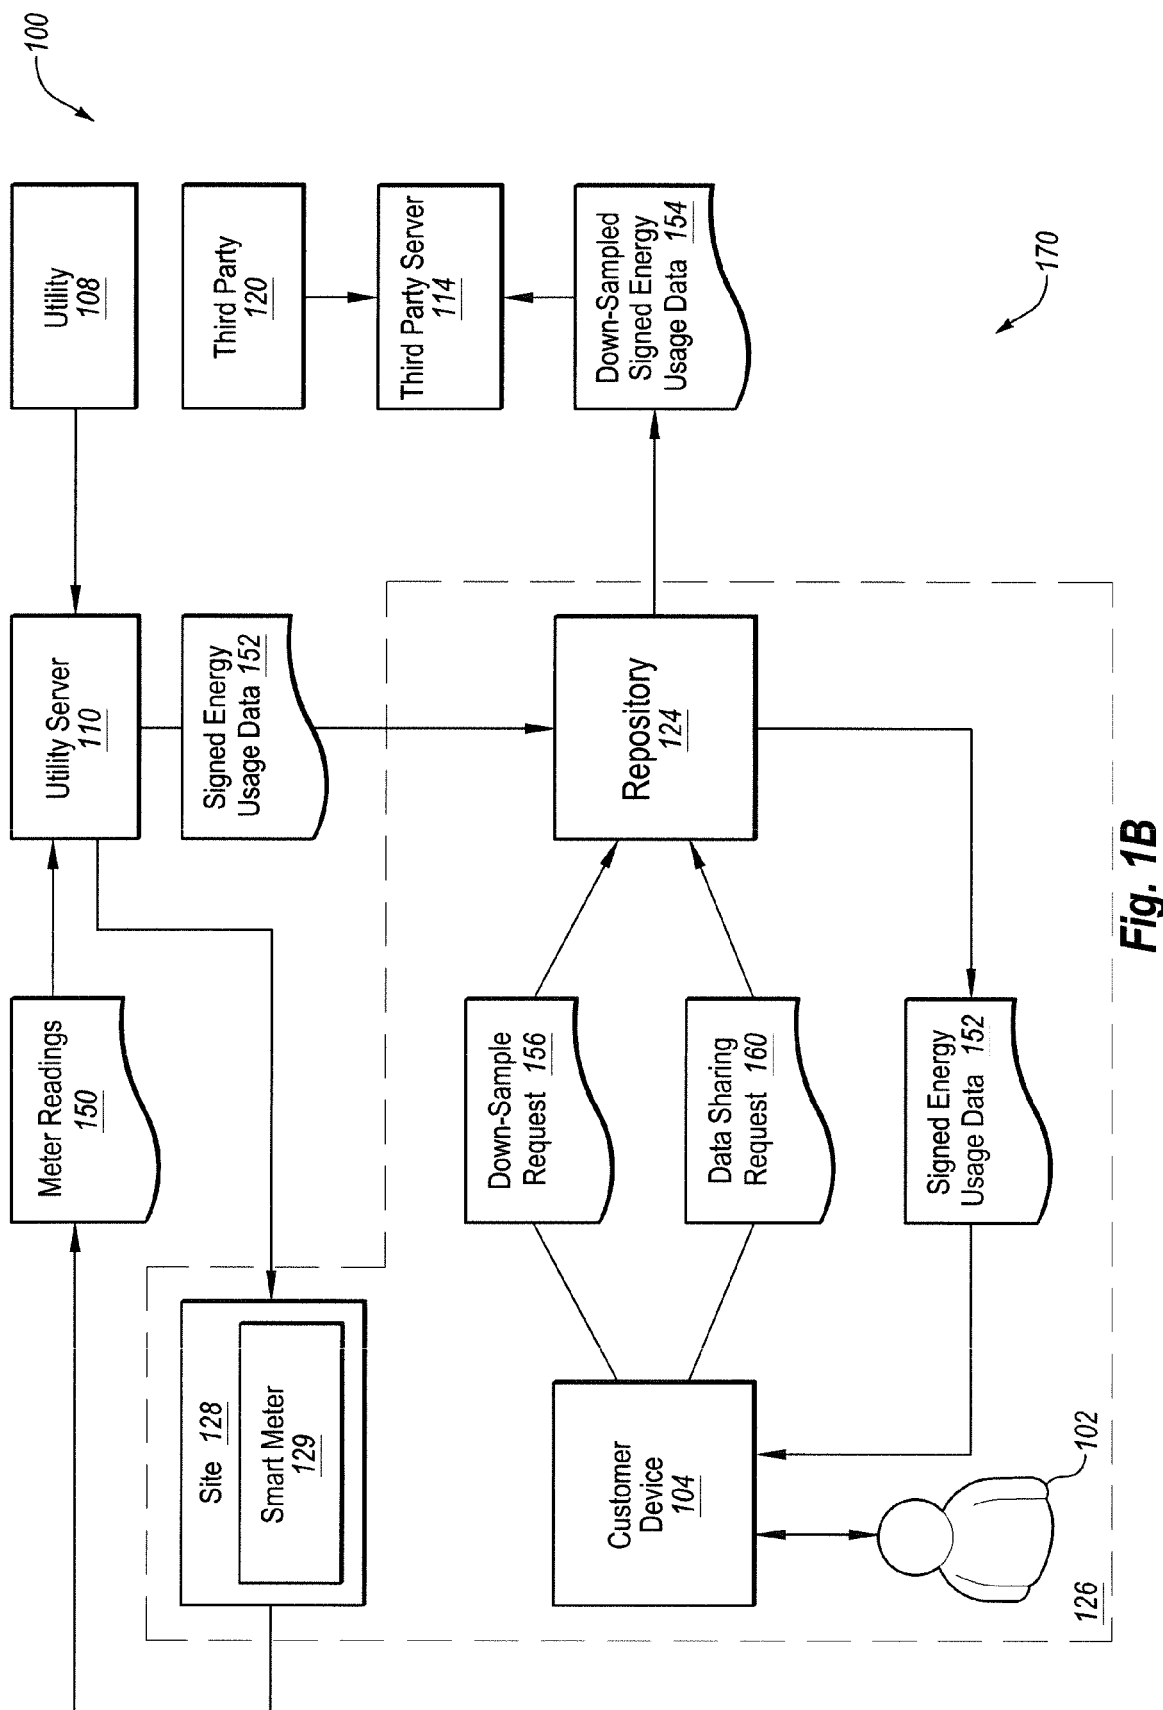 100
Meter Readings
150
Utility Server
110
Utility
108
Site 128
Smart Meter
129
Signed Energy
Usage Data 152
Third Party
120
Third Party Server
114
Down-Sample
Request 156
Repository
124
Down-Sampled
Signed Energy
Usage Data 154
Customer
Device
104
Data Sharing
Request 160
Signed Energy
Usage Data 152
170
102
126
Fig. 1B